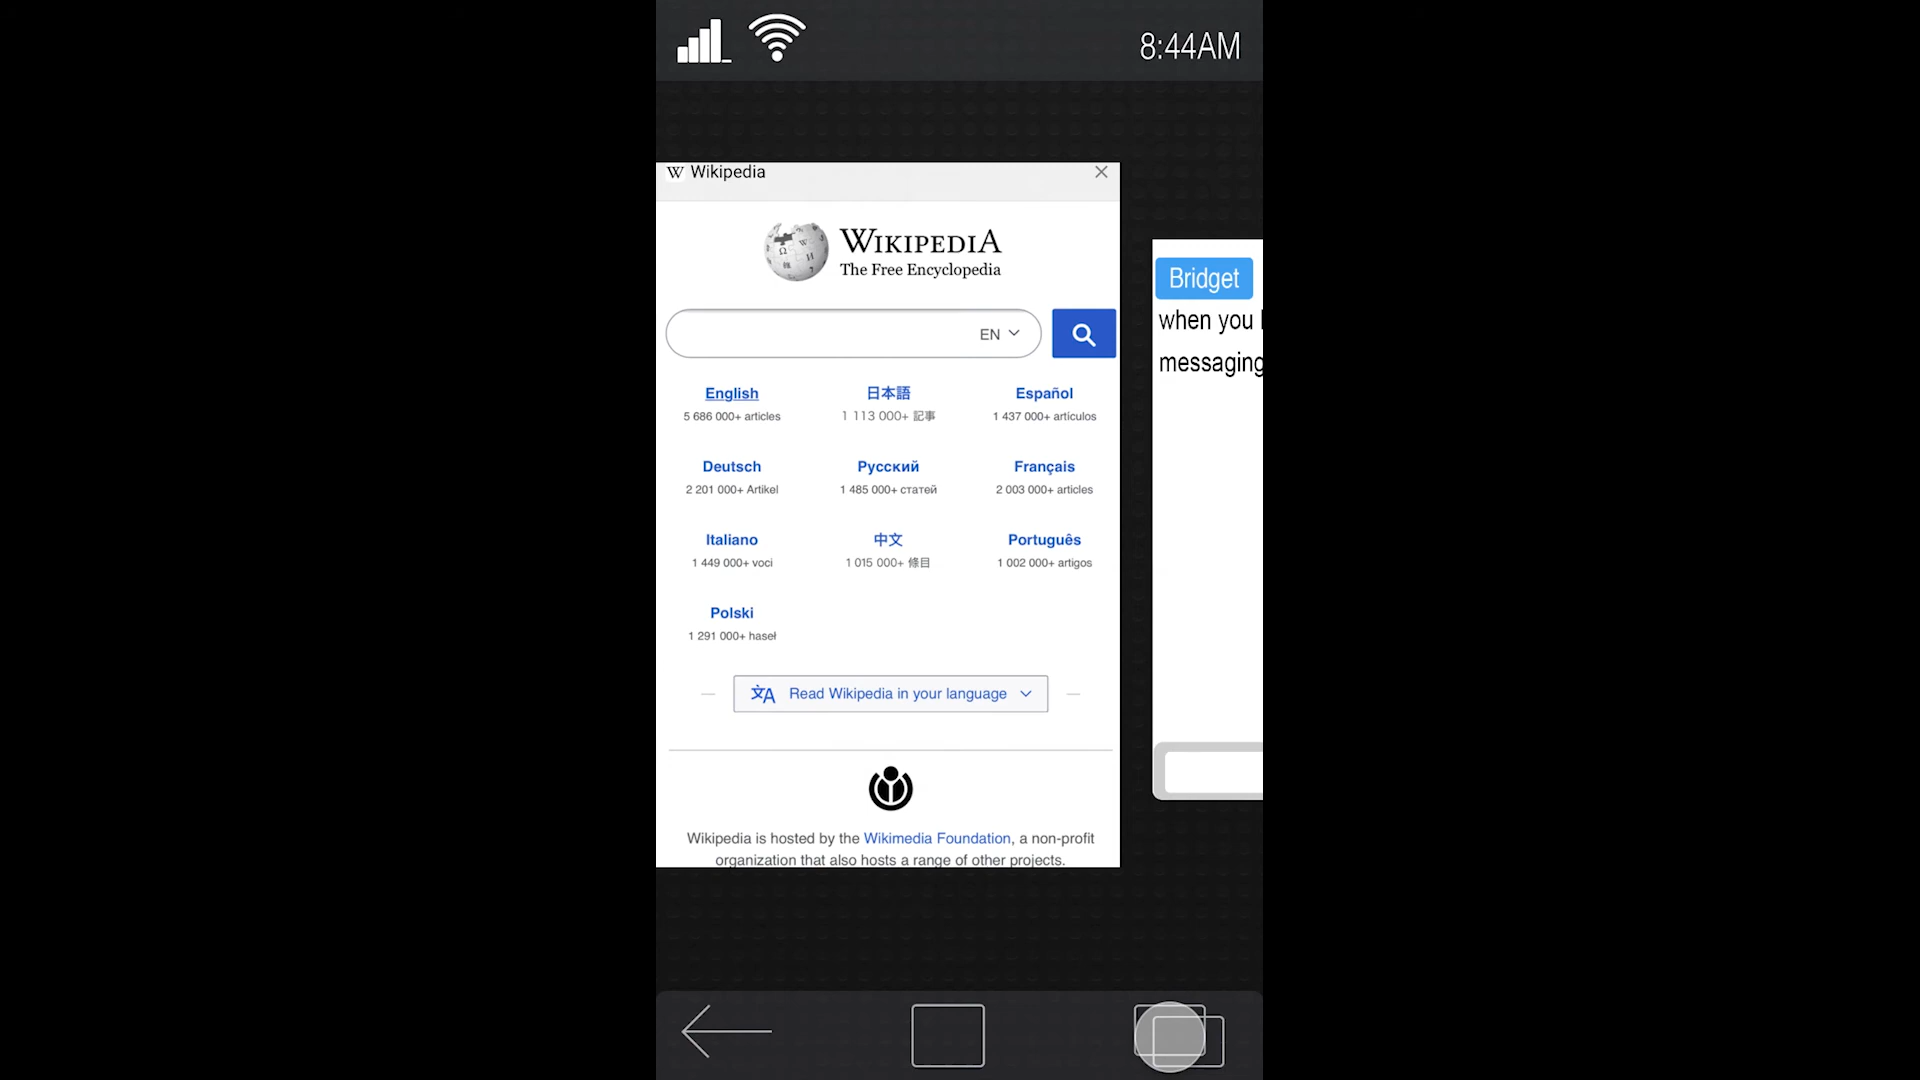 8:44AM
W Wikipedia
WIKIPEDIA
The Free Encyclopedia
EN
English 日本語 Español
5 686 000+ articles 1 113 000+ 記事 1 437 000+ artículos
Deutsch Русский Français
2 201 000+ Artikel 1 485 000+ статей 2 003 000+ articles
Italiano 中文 Português
1 449 000+ voci 1 015 000+ 條目 1 002 000+ artigos
Polski
1 291 000+ haseł
Read Wikipedia in your language
Wikipedia is hosted by the Wikimedia Foundation, a non-profit
organization that also hosts a range of other projects.
Bridget
when you
messaging